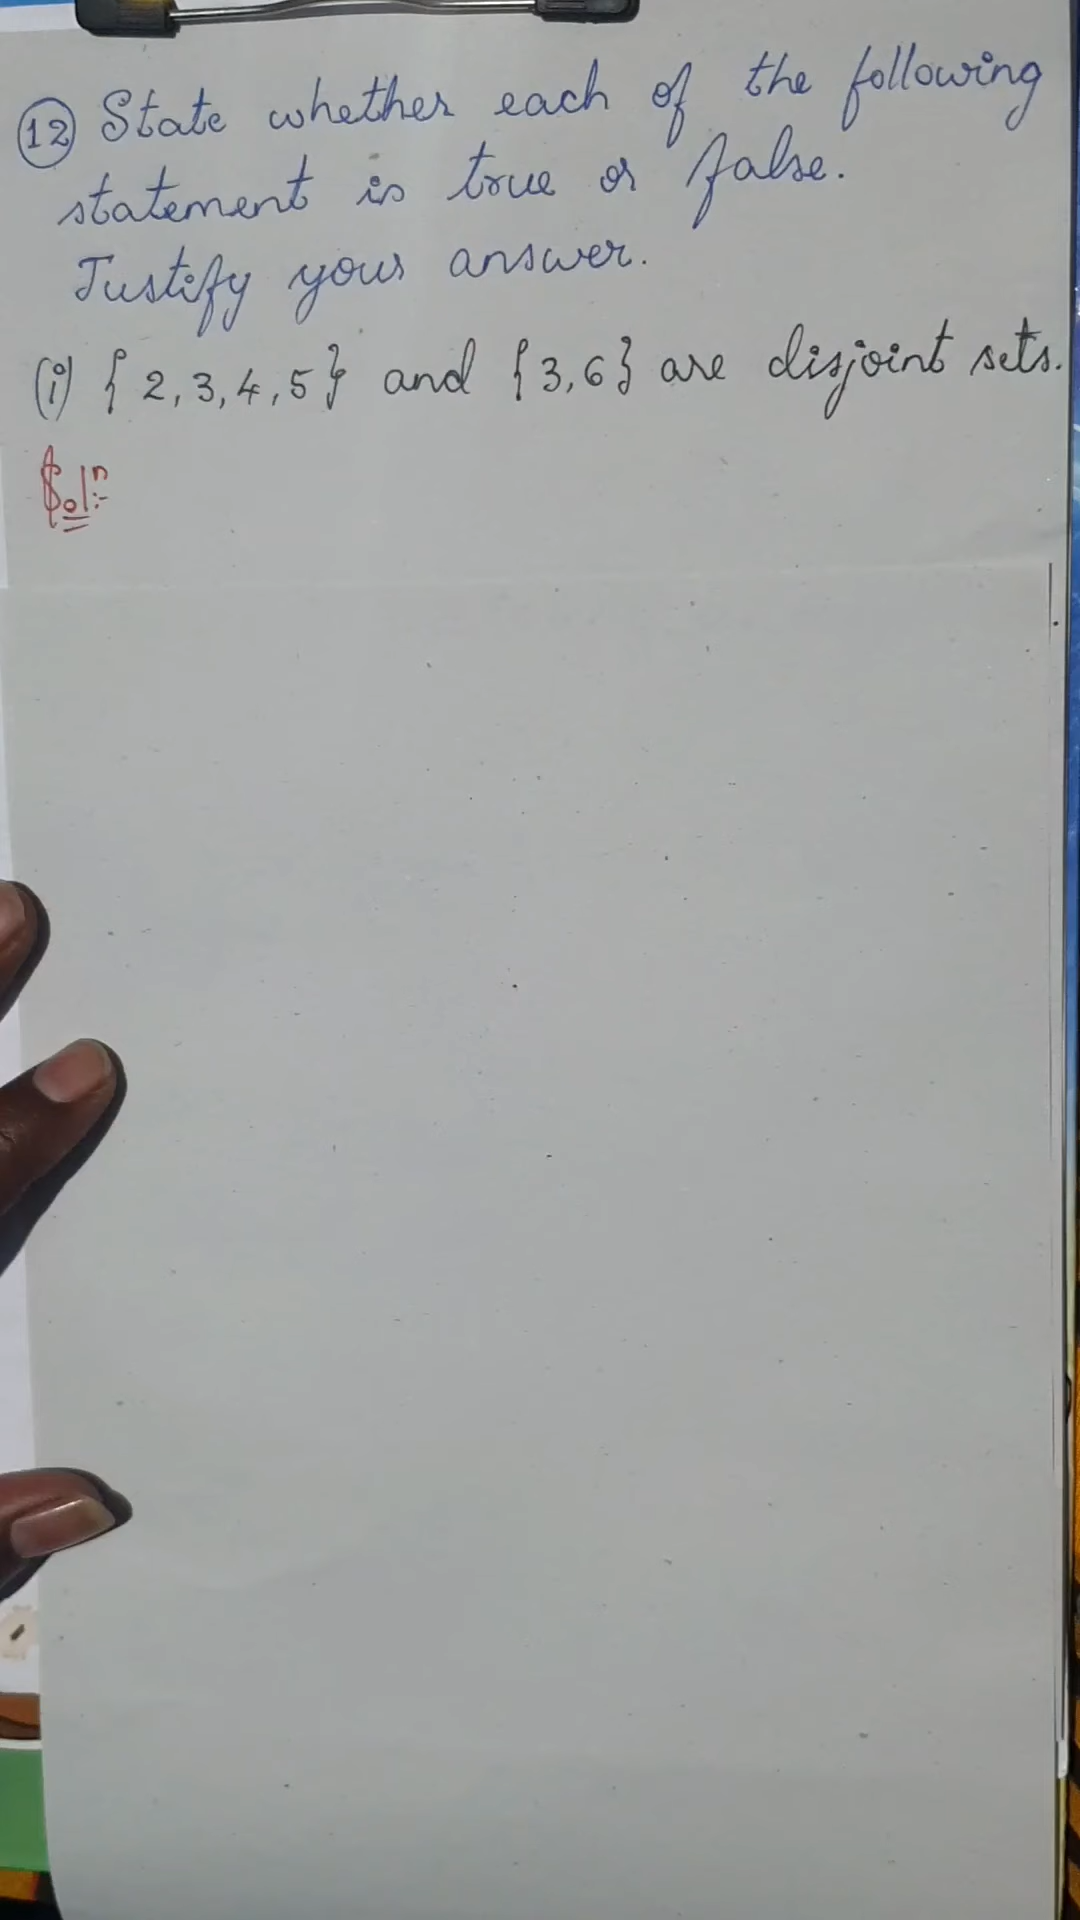 (12) State whether each of the following
statement is true or false.
Justify your answer.
(i) { 2, 3, 4, 5 } and {3, 6} are disjoint sets.
Solⁿ:-